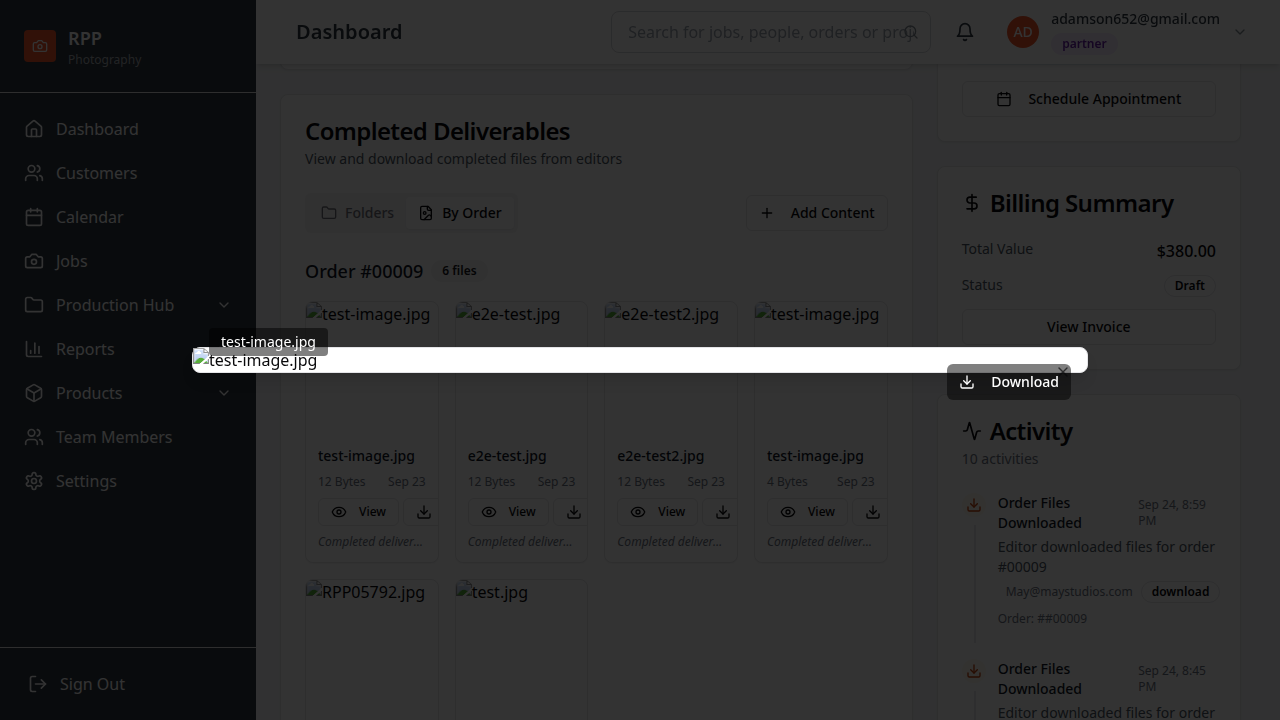 RPP
Photography
Dashboard
Customers
Calendar
Jobs
Production Hub
Reports
Products
Team Members
Settings
Sign Out
Dashboard
Search for jobs, people, orders or proj
AD
adamson652@gmail.com
partner
Completed Deliverables
View and download completed files from editors
Folders
By Order
Add Content
Order #00009
6 files
test-image.jpg
e2e-test.jpg
e2e-test2.jpg
test-image.jpg
test-image.jpg
test-image.jpg
Download
test-image.jpg
12 Bytes
Sep 23
View
Completed deliver...
e2e-test.jpg
12 Bytes
Sep 23
View
Completed deliver...
e2e-test2.jpg
12 Bytes
Sep 23
View
Completed deliver...
test-image.jpg
4 Bytes
Sep 23
View
Completed deliver...
RPP05792.jpg
test.jpg
Schedule Appointment
Billing Summary
Total Value
$380.00
Status
Draft
View Invoice
Activity
10 activities
Order Files
Downloaded
Sep 24, 8:59
PM
Editor downloaded files for order
#00009
May@maystudios.com
download
Order: ##00009
Order Files
Downloaded
Sep 24, 8:45
PM
Editor downloaded files for order